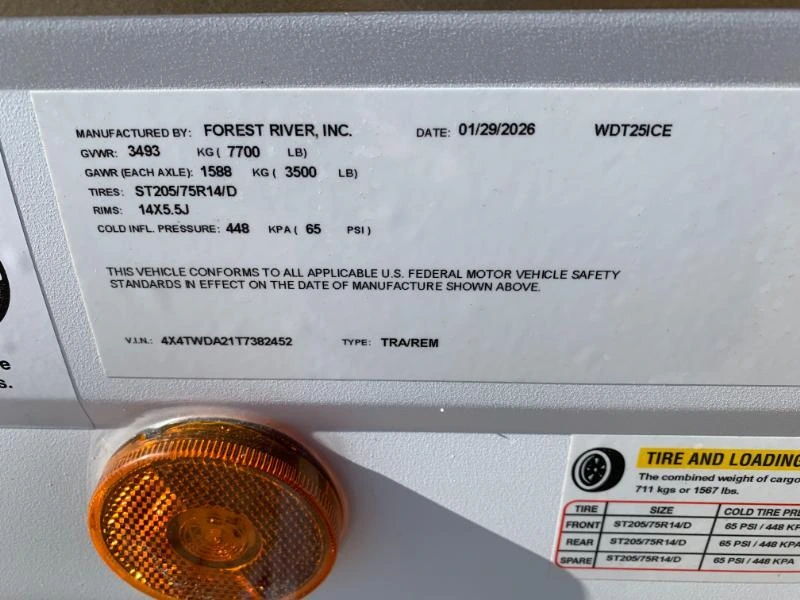 MANUFACTURED BY: FOREST RIVER, INC. DATE: 01/29/2026 WDT25ICE
GVWR: 3493 KG ( 7700 LB)
GAWR (EACH AXLE): 1588 KG ( 3500 LB)
TIRES: ST205/75R14/D
RIMS: 14X5.5J
COLD INFL. PRESSURE: 448 KPA ( 65 PSI )
THIS VEHICLE CONFORMS TO ALL APPLICABLE U.S. FEDERAL MOTOR VEHICLE SAFETY
STANDARDS IN EFFECT ON THE DATE OF MANUFACTURE SHOWN ABOVE.
V.I.N.: 4X4TWDA21T7382452 TYPE: TRA/REM
e
s.
TIRE AND LOADING
The combined weight of cargo
711 kgs or 1567 lbs.
TIRE SIZE COLD TIRE PRE
FRONT ST205/75R14/D 65 PSI / 448 KPA
REAR ST205/75R14/D 65 PSI / 448 KPA
SPARE ST205/75R14/D 65 PSI / 448 KPA